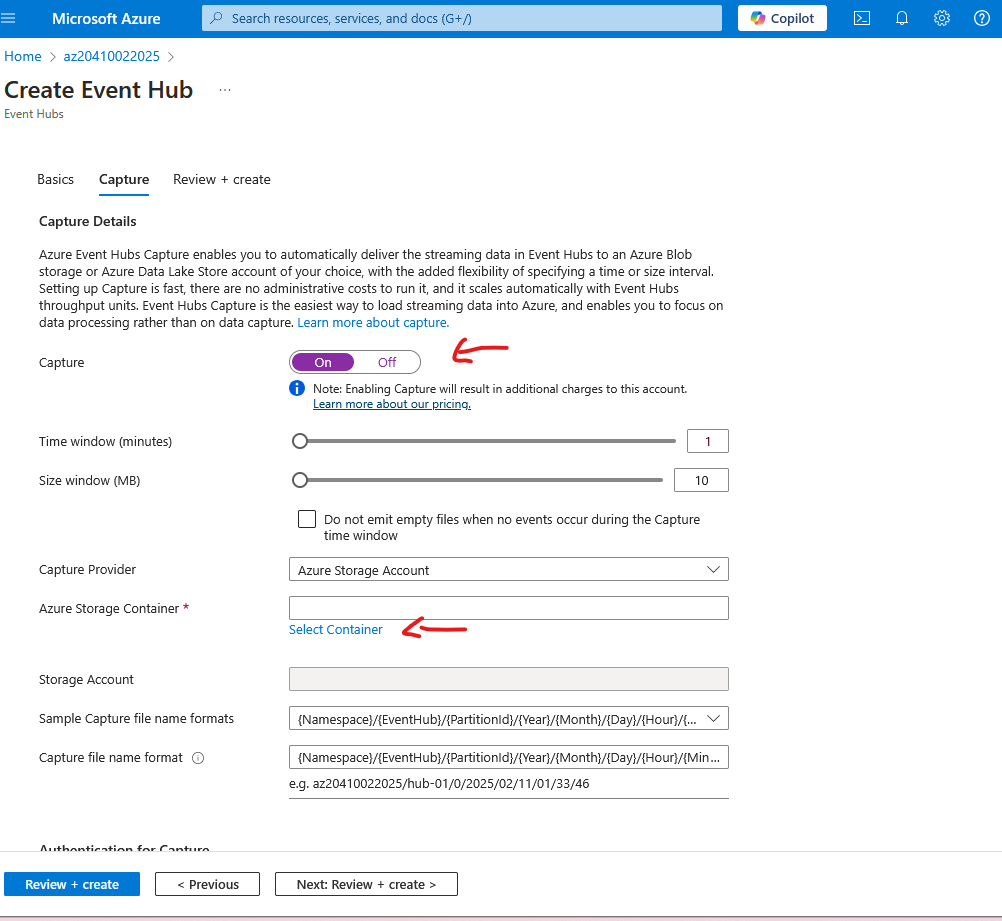 Microsoft Azure
Search resources, services, and docs (G+/)
Copilot
Home > az20410022025 >
Create Event Hub ...
Event Hubs
Basics Capture Review + create
Capture Details
Azure Event Hubs Capture enables you to automatically deliver the streaming data in Event Hubs to an Azure Blob
storage or Azure Data Lake Store account of your choice, with the added flexibility of specifying a time or size interval.
Setting up Capture is fast, there are no administrative costs to run it, and it scales automatically with Event Hubs
throughput units. Event Hubs Capture is the easiest way to load streaming data into Azure, and enables you to focus on
data processing rather than on data capture. Learn more about capture.
Capture On Off
Note: Enabling Capture will result in additional charges to this account.
Learn more about our pricing.
Time window (minutes) 1
Size window (MB) 10
Do not emit empty files when no events occur during the Capture
time window
Capture Provider Azure Storage Account
Azure Storage Container *
Select Container
Storage Account
Sample Capture file name formats {Namespace}/{EventHub}/{PartitionId}/{Year}/{Month}/{Day}/{Hour}/{...
Capture file name format {Namespace}/{EventHub}/{PartitionId}/{Year}/{Month}/{Day}/{Hour}/{Min...
e.g. az20410022025/hub-01/0/2025/02/11/01/33/46
Authentication for Capture
Review + create < Previous Next: Review + create >